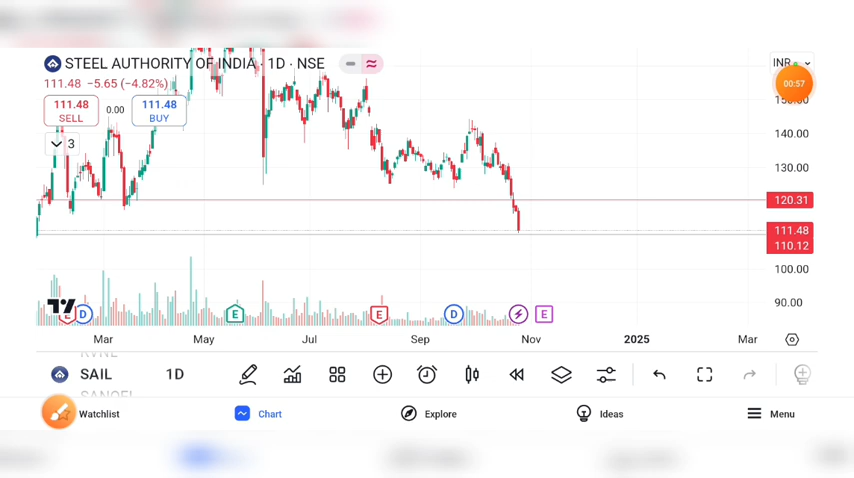 STEEL AUTHORITY OF INDIA · 1D · NSE
INR
111.48 −5.65 (−4.82%)
00:57
150.00
111.48
SELL
0.00
111.48
BUY
140.00
3
130.00
120.31
111.48
110.12
100.00
90.00
E D E E D E
Mar May Jul Sep Nov 2025 Mar
SAIL 1D
Watchlist Chart Explore Ideas Menu